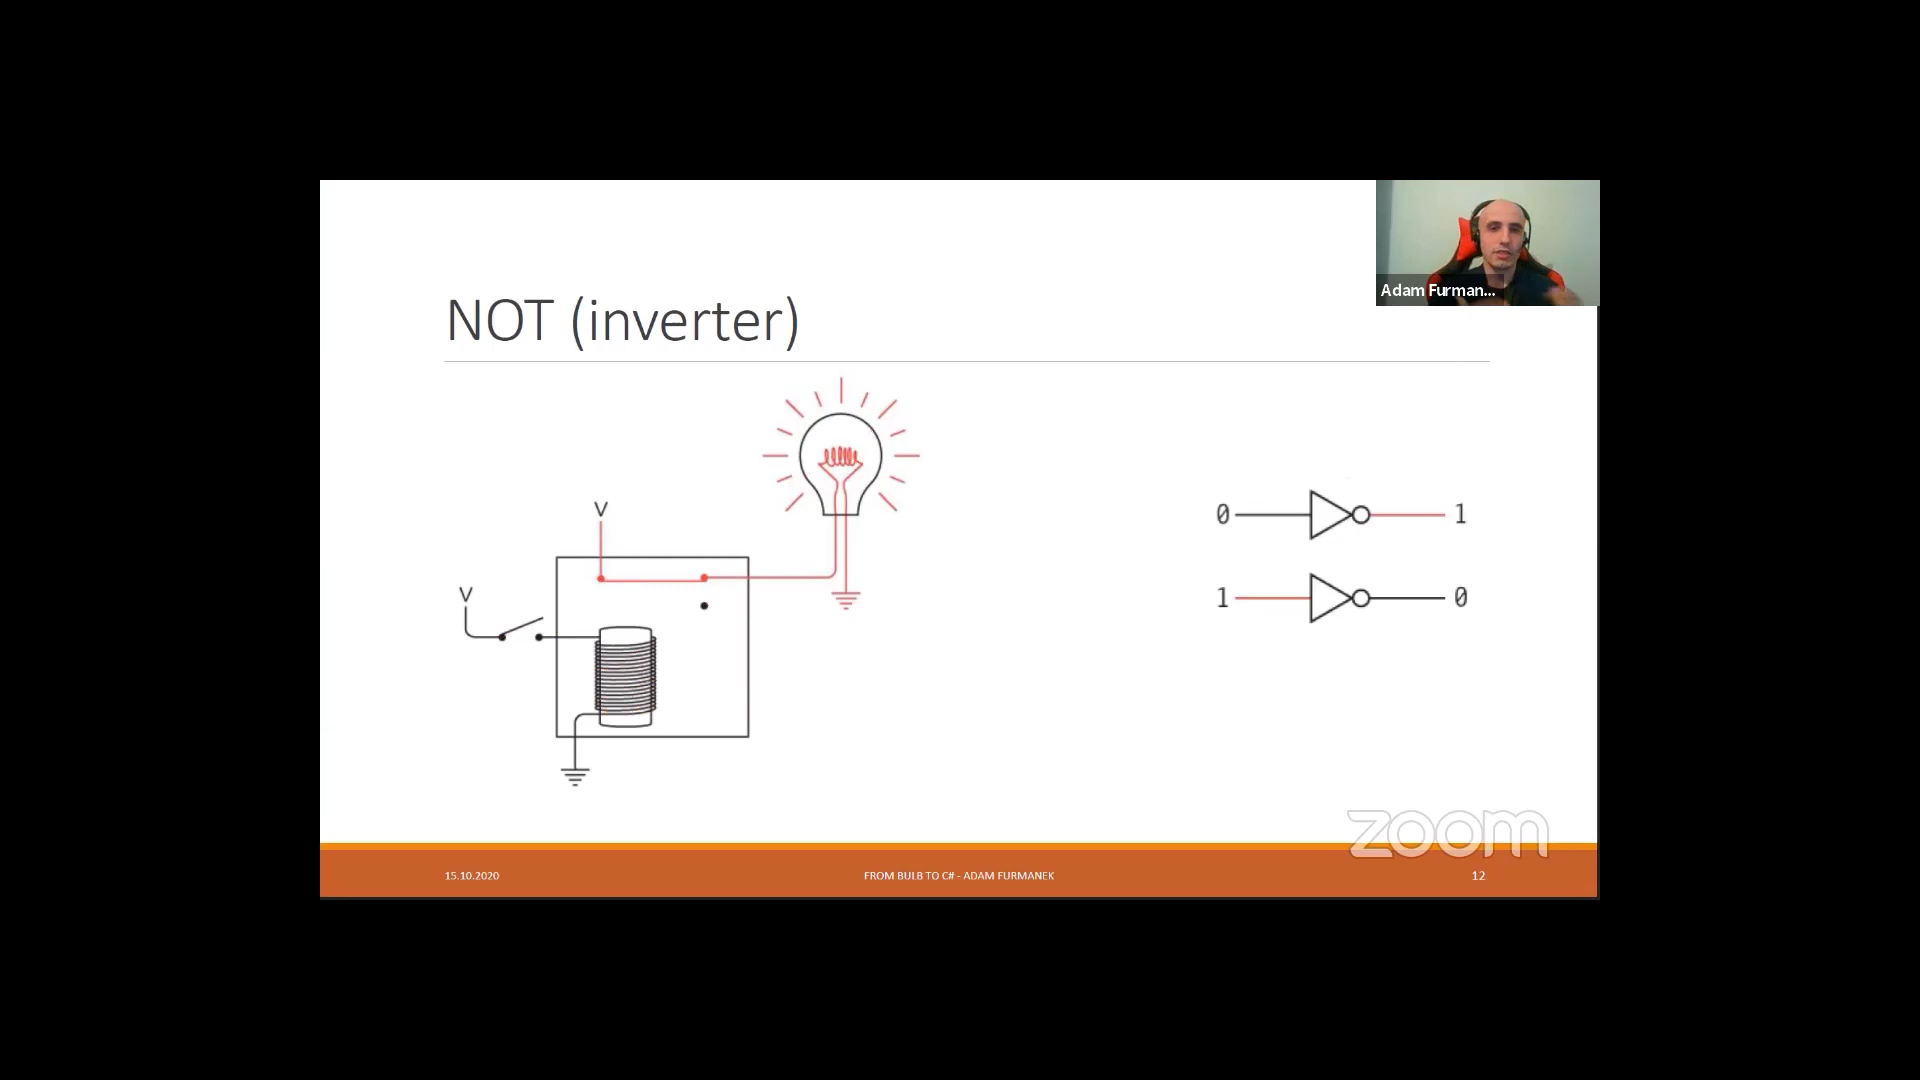 Adam Furman...
NOT (inverter)
V
V
0 1
1 0
zoom
15.10.2020 FROM BULB TO C# - ADAM FURMANEK 12